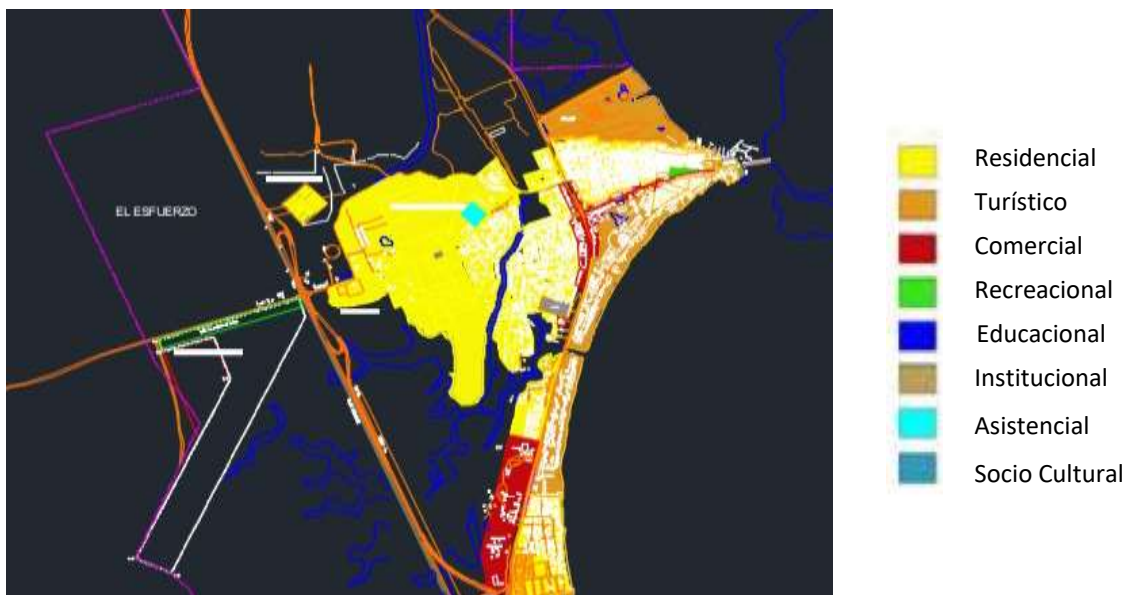 EL ESFUERZO
Residencial
Turístico
Comercial
Recreacional
Educacional
Institucional
Asistencial
Socio Cultural